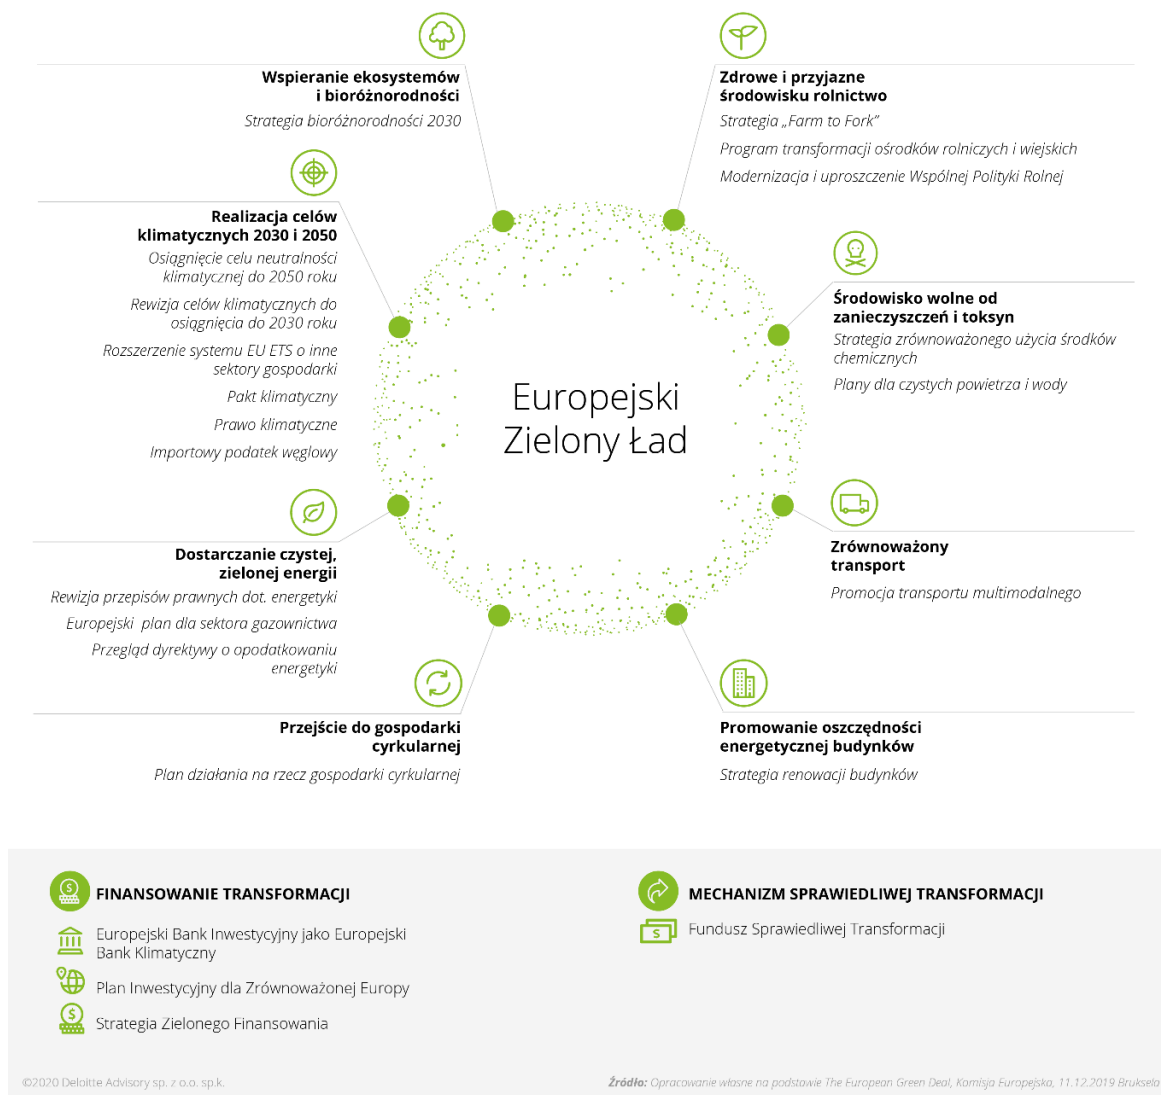 Wspieranie ekosystemów
i bioróżnorodności
Strategia bioróżnorodności 2030
Zdrowe i przyjazne
środowisku rolnictwo
Strategia „Farm to Fork”
Program transformacji ośrodków rolniczych i wiejskich
Modernizacja i uproszczenie Wspólnej Polityki Rolnej
Realizacja celów
klimatycznych 2030 i 2050
Osiągnięcie celu neutralności
klimatycznej do 2050 roku
Rewizja celów klimatycznych do
osiągnięcia do 2030 roku
Rozszerzenie systemu EU ETS o inne
sektory gospodarki
Pakt klimatyczny
Prawo klimatyczne
Importowy podatek węglowy
Środowisko wolne od
zanieczyszczeń i toksyn
Strategia zrównoważonego użycia środków
chemicznych
Plany dla czystych powietrza i wody
Europejski
Zielony Ład
Dostarczanie czystej,
zielonej energii
Rewizja przepisów prawnych dot. energetyki
Europejski plan dla sektora gazownictwa
Przegląd dyrektywy o opodatkowaniu
energetyki
Zrównoważony
transport
Promocja transportu multimodalnego
Przejście do gospodarki
cyrkularnej
Plan działania na rzecz gospodarki cyrkularnej
Promowanie oszczędności
energetycznej budynków
Strategia renowacji budynków
FINANSOWANIE TRANSFORMACJI
Europejski Bank Inwestycyjny jako Europejski
Bank Klimatyczny
Plan Inwestycyjny dla Zrównoważonej Europy
Strategia Zielonego Finansowania
MECHANIZM SPRAWIEDLIWEJ TRANSFORMACJI
Fundusz Sprawiedliwej Transformacji
©2020 Deloitte Advisory sp. z o.o. sp.k.
Źródło: Opracowanie własne na podstawie The European Green Deal, Komisja Europejska, 11.12.2019 Bruksela